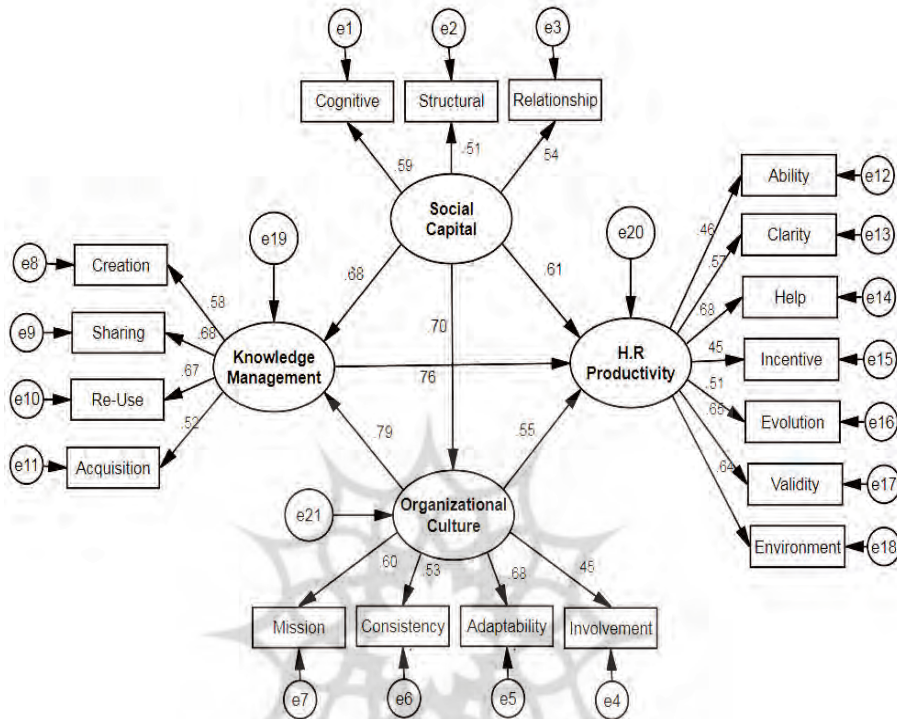 e1
e2
e3
Cognitive
Structural
Relationship
.59
.51
.54
Social
Capital
e19
e20
e8
Creation
e9
Sharing
e10
Re-Use
e11
Acquisition
.58
.68
.67
.52
Knowledge
Management
.68
.70
.61
.76
.79
.55
H.R
Productivity
.46
.57
.68
.45
.51
.65
.64
Ability
e12
Clarity
e13
Help
e14
Incentive
e15
Evolution
e16
Validity
e17
Environment
e18
e21
Organizational
Culture
.60
.53
.68
Mission
Consistency
Adaptability
Involvement
e7
e6
e5
e4